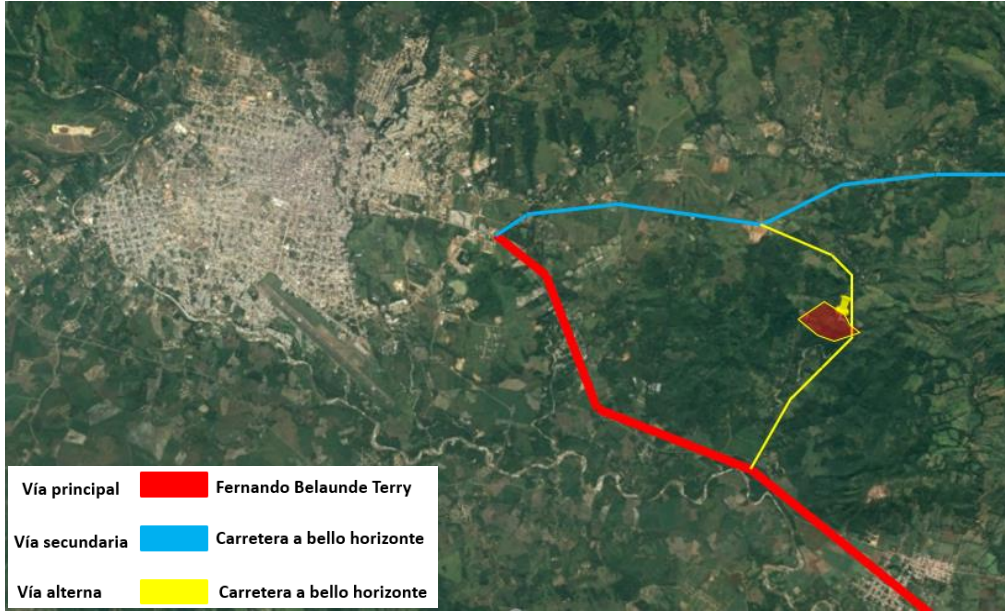 Vía principal Fernando Belaunde Terry
Vía secundaria Carretera a bello horizonte
Vía alterna Carretera a bello horizonte